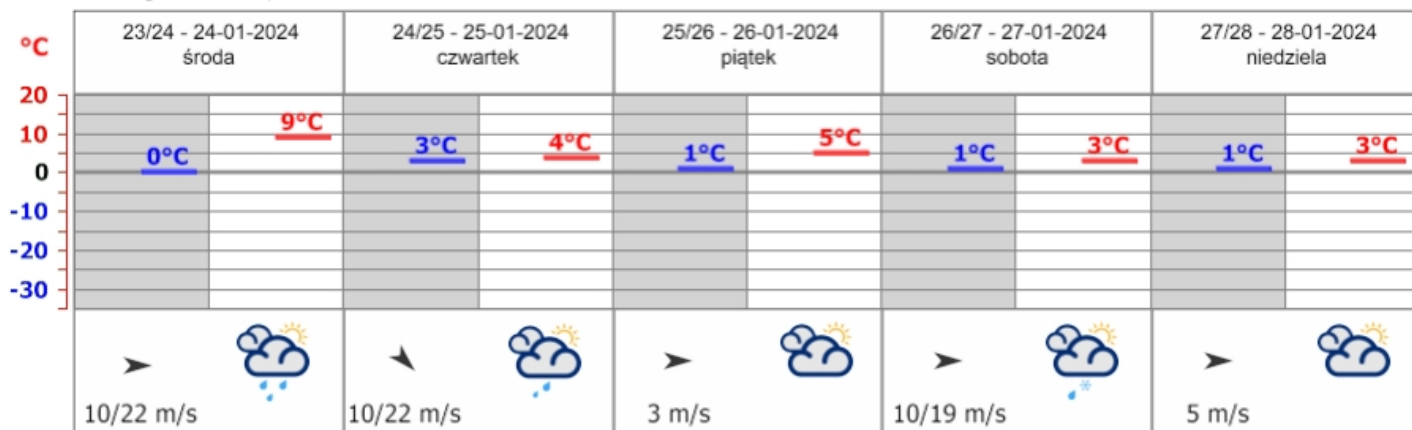 °C
23/24 - 24-01-2024
środa
24/25 - 25-01-2024
czwartek
25/26 - 26-01-2024
piątek
26/27 - 27-01-2024
sobota
27/28 - 28-01-2024
niedziela
20
10
0
-10
-20
-30
0°C
9°C
3°C
4°C
1°C
5°C
1°C
3°C
1°C
3°C
10/22 m/s
10/22 m/s
3 m/s
10/19 m/s
5 m/s